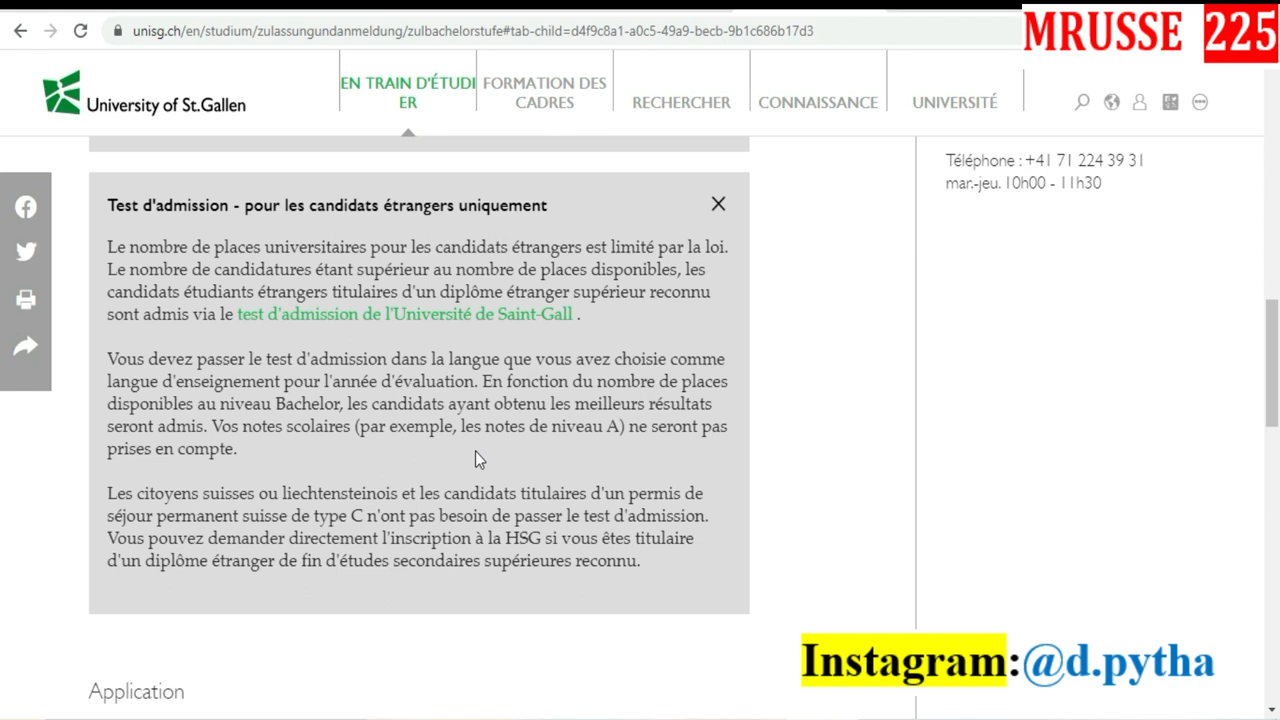 unisg.ch/en/studium/zulassungundanmeldung/zulbachelorstufe#tab-child=d4f9c8a1-a0c5-49a9-becb-9b1c686b17d3
MRUSSE 225
University of St.Gallen
EN TRAIN D'ÉTUDI
ER
FORMATION DES
CADRES
RECHERCHER
CONNAISSANCE
UNIVERSITÉ
Téléphone : +41 71 224 39 31
mar.-jeu. 10h00 - 11h30
Test d'admission - pour les candidats étrangers uniquement
Le nombre de places universitaires pour les candidats étrangers est limité par la loi.
Le nombre de candidatures étant supérieur au nombre de places disponibles, les
candidats étudiants étrangers titulaires d'un diplôme étranger supérieur reconnu
sont admis via le test d'admission de l'Université de Saint-Gall .
Vous devez passer le test d'admission dans la langue que vous avez choisie comme
langue d'enseignement pour l'année d'évaluation. En fonction du nombre de places
disponibles au niveau Bachelor, les candidats ayant obtenu les meilleurs résultats
seront admis. Vos notes scolaires (par exemple, les notes de niveau A) ne seront pas
prises en compte.
Les citoyens suisses ou liechtensteinois et les candidats titulaires d'un permis de
séjour permanent suisse de type C n'ont pas besoin de passer le test d'admission.
Vous pouvez demander directement l'inscription à la HSG si vous êtes titulaire
d'un diplôme étranger de fin d'études secondaires supérieures reconnu.
Application
Instagram:@d.pytha